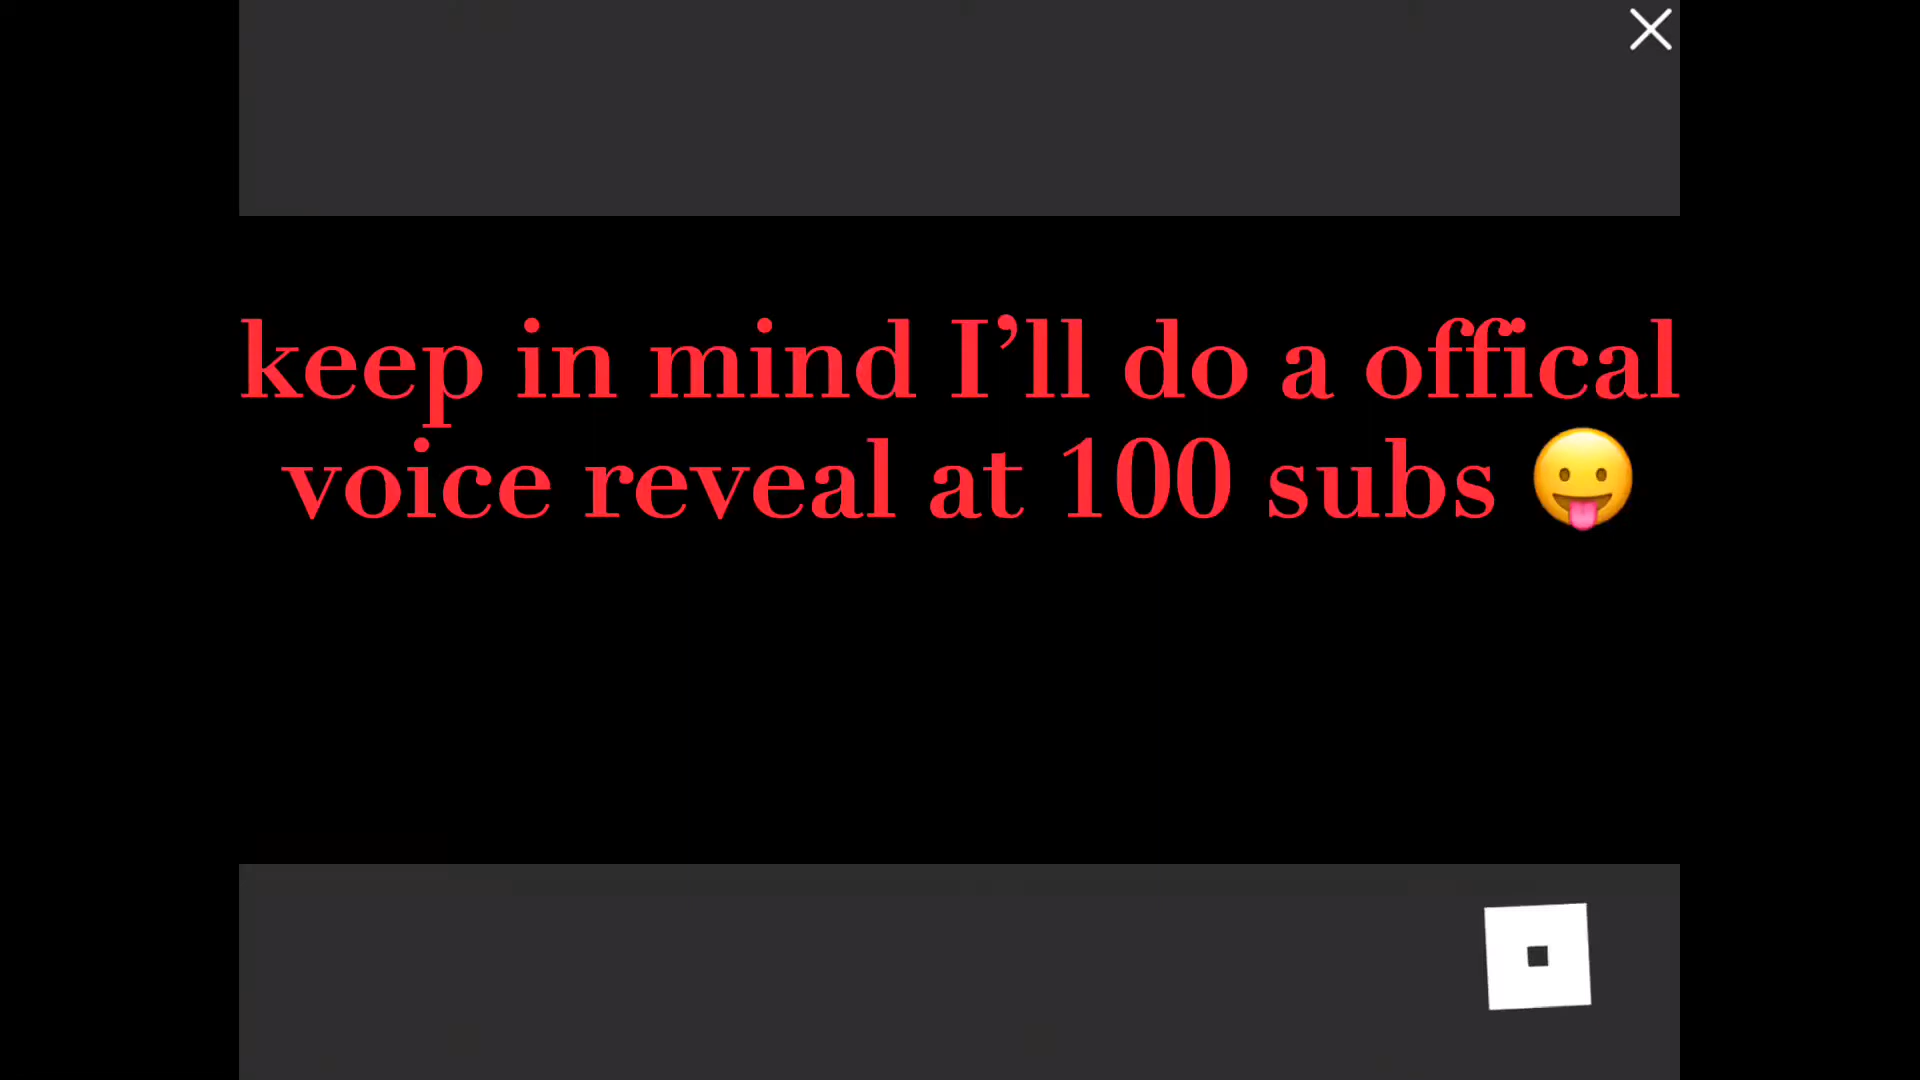 keep in mind I’ll do a offical
voice reveal at 100 subs 😛